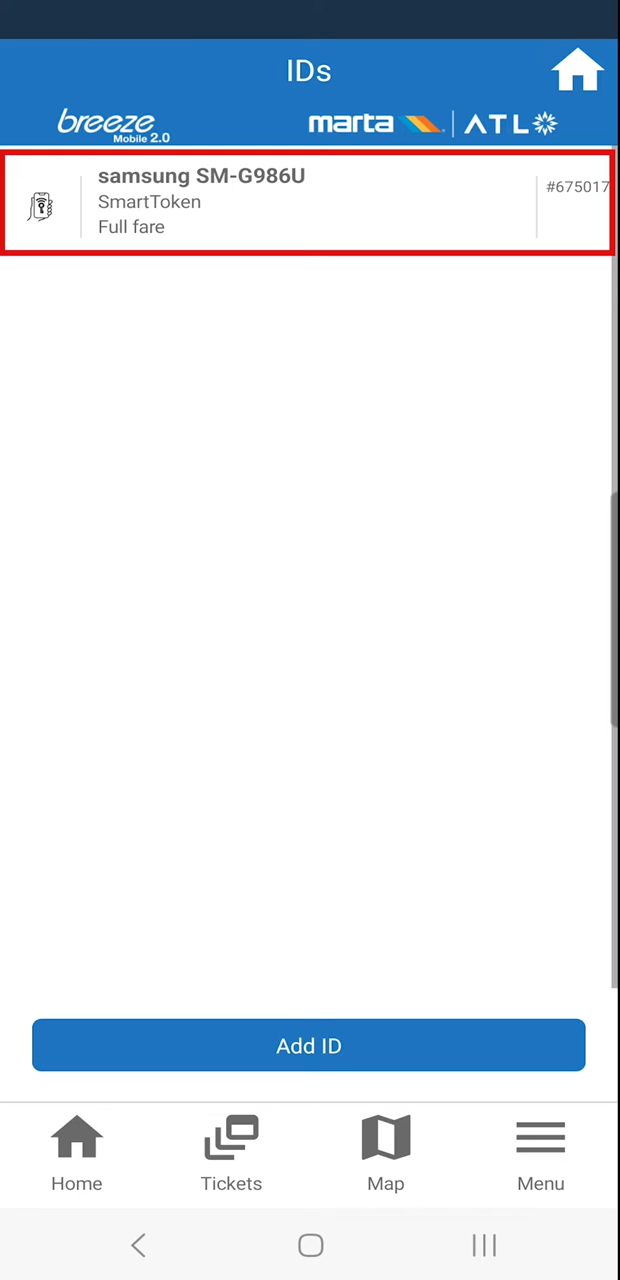 IDs
breeze
Mobile 2.0
marta | ATL
samsung SM-G986U
SmartToken
Full fare
#675017
Add ID
Home
Tickets
Map
Menu